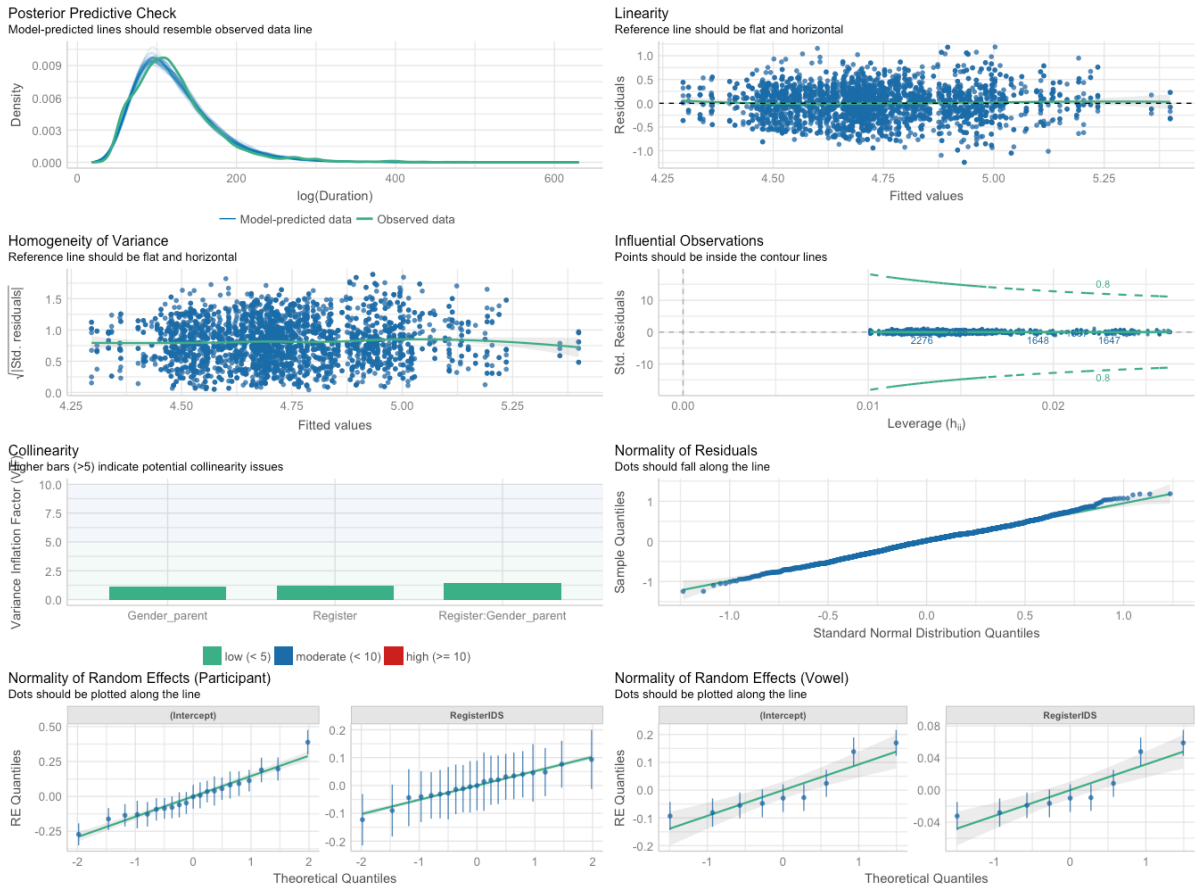 Posterior Predictive Check
Model-predicted lines should resemble observed data line
Density
0.009
0.006
0.003
0.000
0
200
400
600
log(Duration)
Model-predicted data
Observed data
Linearity
Reference line should be flat and horizontal
Residuals
1.0
0.5
0.0
-0.5
-1.0
4.25
4.50
4.75
5.00
5.25
Fitted values
Homogeneity of Variance
Reference line should be flat and horizontal
√|Std. residuals|
1.5
1.0
0.5
0.0
4.25
4.50
4.75
5.00
5.25
Fitted values
Influential Observations
Points should be inside the contour lines
Std. Residuals
10
0
-10
0.8
2276
1648
1647
0.8
0.00
0.01
0.02
Leverage (hii)
Collinearity
Higher bars (>5) indicate potential collinearity issues
Variance Inflation Factor (VIF)
10.0
7.5
5.0
2.5
0.0
Gender_parent
Register
Register:Gender_parent
low (< 5)
moderate (< 10)
high (>= 10)
Normality of Residuals
Dots should fall along the line
Sample Quantiles
1
0
-1
-1.0
-0.5
0.0
0.5
1.0
Standard Normal Distribution Quantiles
Normality of Random Effects (Participant)
Dots should be plotted along the line
(Intercept)
RegisterIDS
RE Quantiles
0.50
0.25
0.00
-0.25
-2
-1
0
1
2
0.2
0.1
0.0
-0.1
-0.2
-2
-1
0
1
2
Theoretical Quantiles
Normality of Random Effects (Vowel)
Dots should be plotted along the line
(Intercept)
RegisterIDS
RE Quantiles
0.2
0.1
0.0
-0.1
-0.2
-1
0
1
0.08
0.04
0.00
-0.04
-1
0
1
Theoretical Quantiles